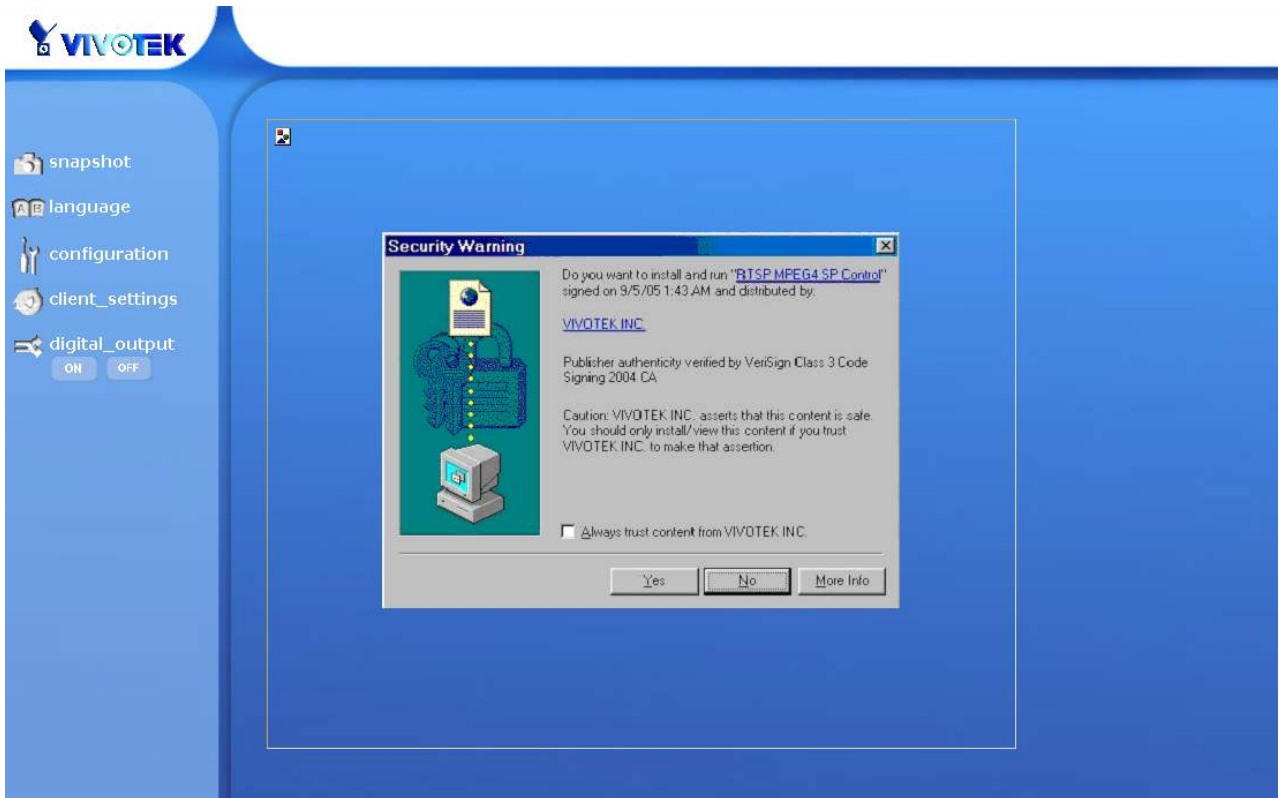 VIVOTEK
snapshot
language
configuration
client_settings
digital_output
ON OFF
Security Warning
Do you want to install and run "RTSP MPEG4 SP Control"
signed on 9/5/05 1:43 AM and distributed by:
VIVOTEK INC.
Publisher authenticity verified by VeriSign Class 3 Code
Signing 2004 CA
Caution: VIVOTEK INC. asserts that this content is safe.
You should only install/view this content if you trust
VIVOTEK INC. to make that assertion.
Always trust content from VIVOTEK INC.
Yes No More Info